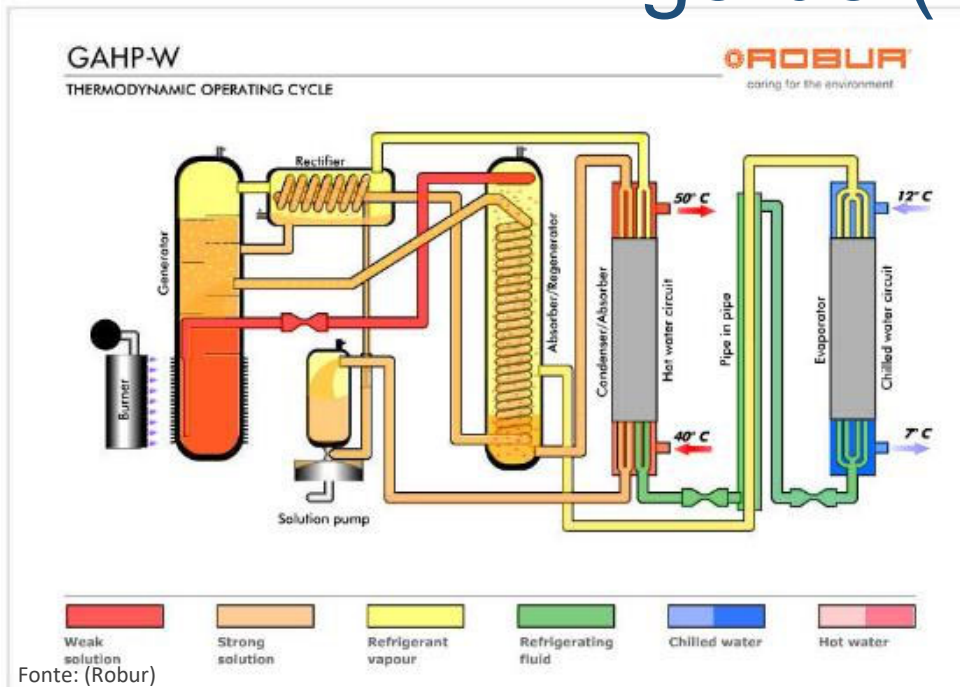 GAHP-W
THERMODYNAMIC OPERATING CYCLE
ROBUR
caring for the environment
Rectifier
Generator
Burner
Solution pump
Absorber/Regenerator
Condenser/Absorber
Hot water circuit
50° C
40° C
Pipe in pipe
Evaporator
Chilled water circuit
12° C
7° C
Weak solution
Strong solution
Refrigerant vapour
Refrigerating fluid
Chilled water
Hot water
Fonte: (Robur)